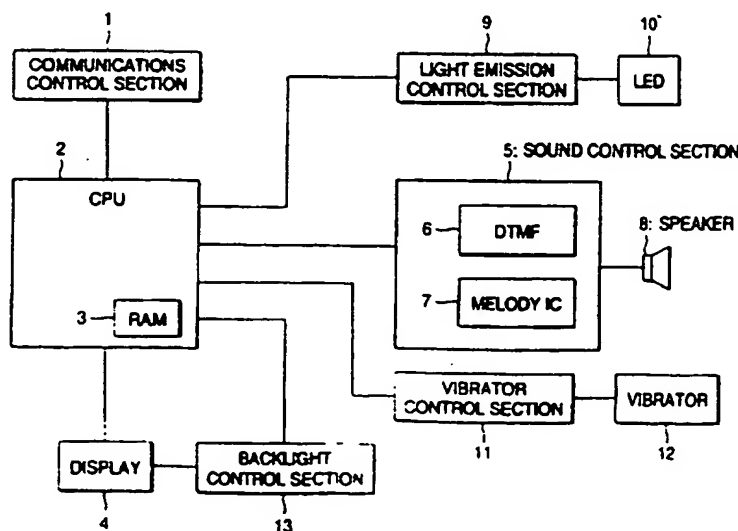 1
COMMUNICATIONS
CONTROL SECTION
9
LIGHT EMISSION
CONTROL SECTION
10
LED
2
CPU
3
RAM
5: SOUND CONTROL SECTION
6
DTMF
7
MELODY IC
8: SPEAKER
VIBRATOR
CONTROL SECTION
11
VIBRATOR
12
DISPLAY
4
BACKLIGHT
CONTROL SECTION
13